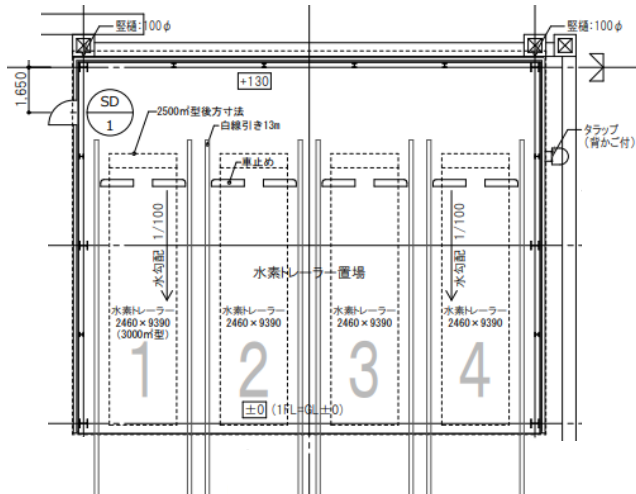 竪樋:100φ
竪樋:100φ
+130
1,650
SD
1
2500㎥型後方寸法
白線引き13m
車止め
タラップ
(背かご付)
水勾配 1/100
水勾配 1/100
水素トレーラー置場
水素トレーラー
2460×9390
(3000㎥型)
水素トレーラー
2460×9390
水素トレーラー
2460×9390
水素トレーラー
2460×9390
1
2
3
4
±0 (1FL=GL±0)